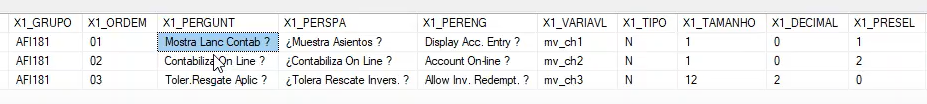 X1_GRUPO X1_ORDEM X1_PERGUNT X1_PERSPA X1_PERENG X1_VARIAVL X1_TIPO X1_TAMANHO X1_DECIMAL X1_PRESEL
AFI181 01 Mostra Lanc Contab ? ¿Muestra Asientos ? Display Acc. Entry ? mv_ch1 N 1 0 1
AFI181 02 Contabiliza On Line ? ¿Contabiliza On Line ? Account On-line ? mv_ch2 N 1 0 2
AFI181 03 Toler.Resgate Aplic ? ¿Tolera Rescate Invers. ? Allow Inv. Redempt. ? mv_ch3 N 12 2 0